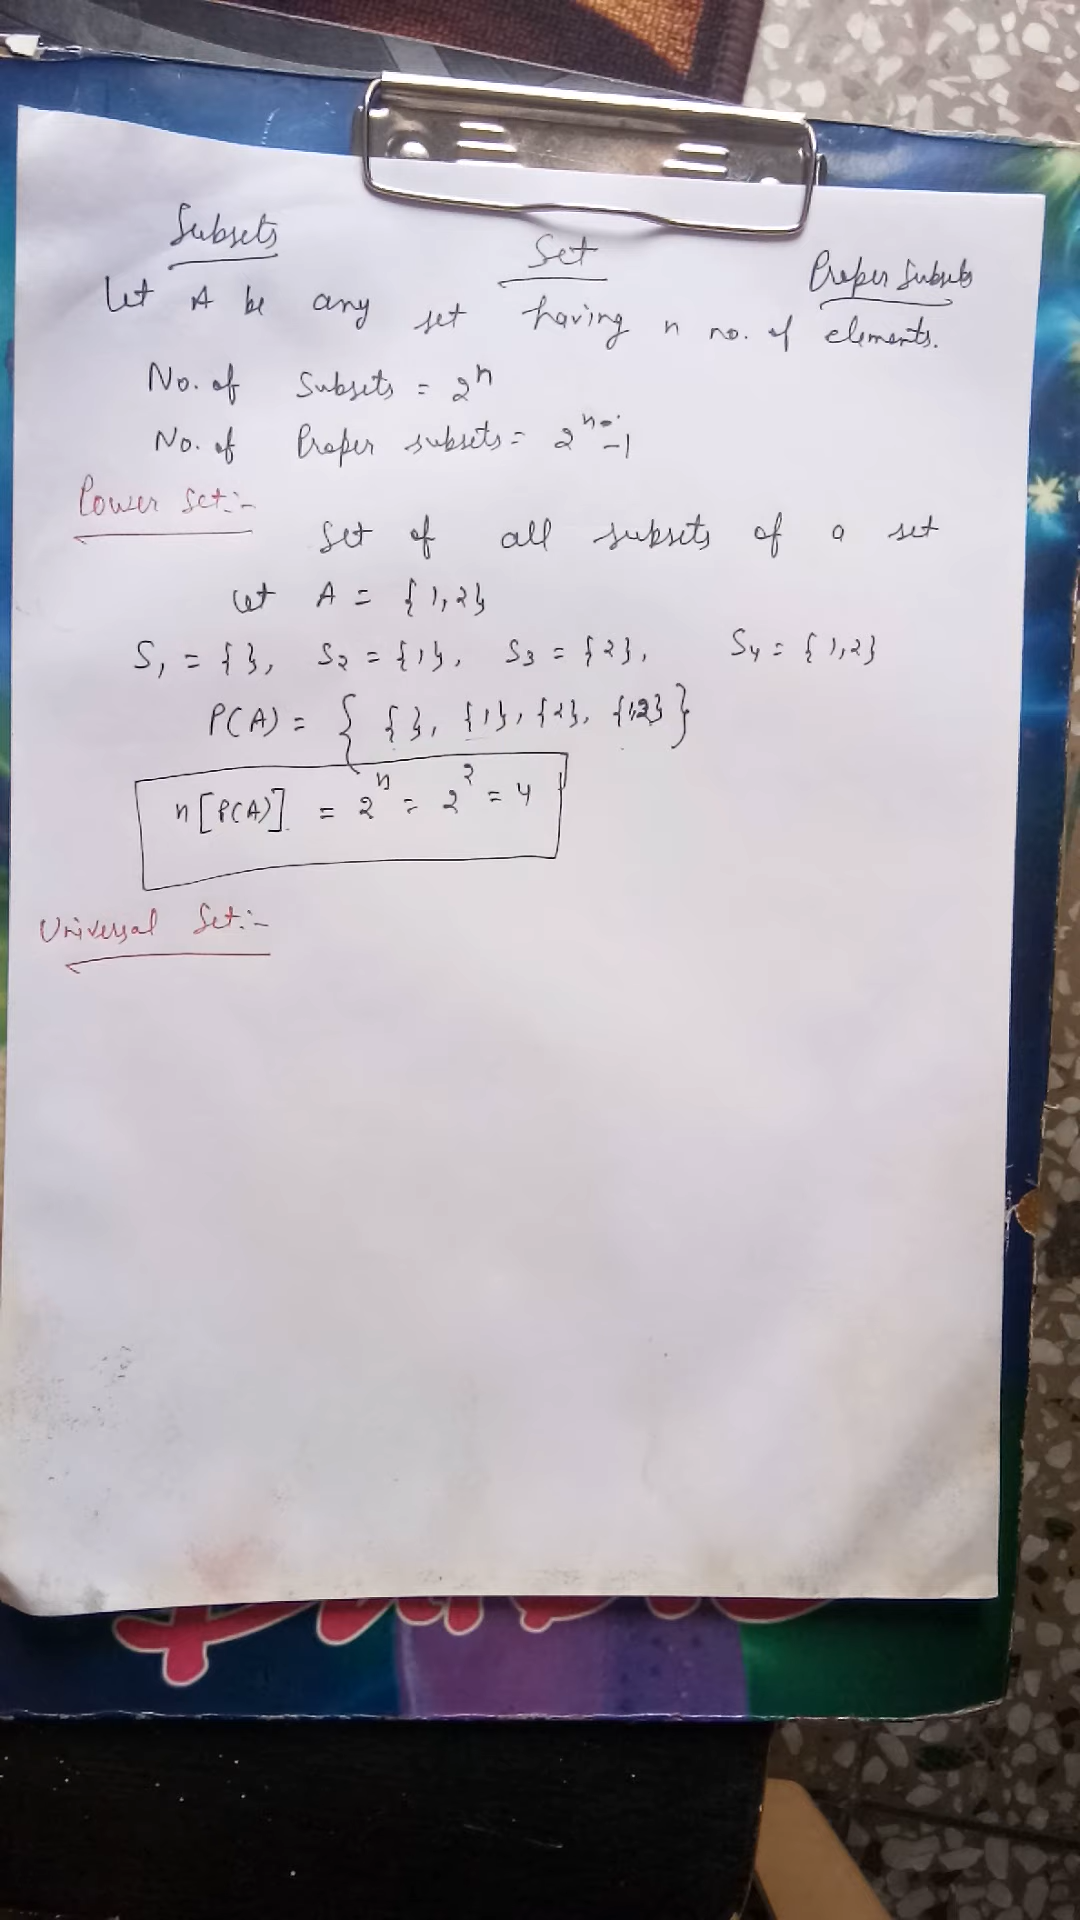 Subsets Set Proper Subsets
Let A be any set having n no. of elements.
No. of Subsets = 2ⁿ
No. of Proper subsets = 2ⁿ-1
Power Set:-
Set of all subsets of a set
Let A = {1,2}
S₁ = { }, S₂ = {1}, S₃ = {2}, S₄ = {1,2}
P(A) = { { }, {1}, {2}, {1,2} }
n[P(A)] = 2ⁿ = 2² = 4
Universal Set:-